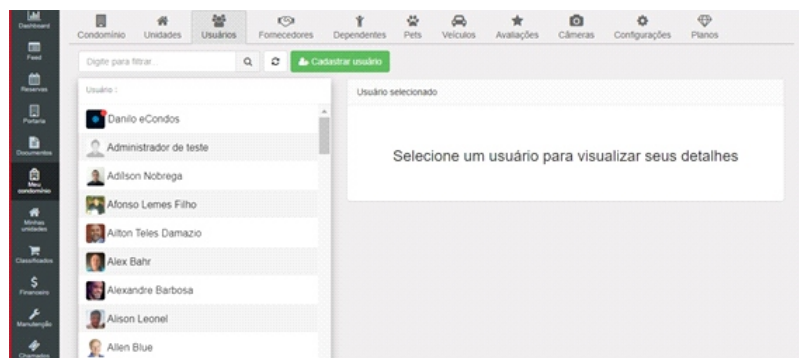 Dashboard
Feed
Reservas
Portaria
Documentos
Meu
condomínio
Minhas
unidades
Classificados
Financeiro
Manutenção
Chamados
Condomínio Unidades Usuários Fornecedores Dependentes Pets Veículos Avaliações Câmeras Configurações Planos
Digite para filtrar...
Cadastrar usuário
Usuário
Danilo eCondos
Administrador de teste
Adilson Nobrega
Afonso Lemes Filho
Ailton Teles Damazio
Alex Bahr
Alexandre Barbosa
Alison Leonel
Allen Blue
Usuário selecionado
Selecione um usuário para visualizar seus detalhes